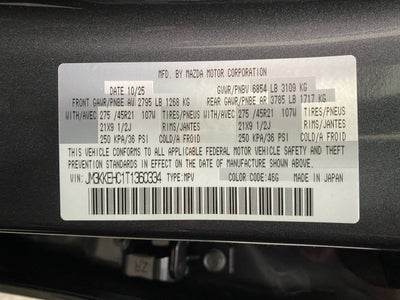 MFD. BY MAZDA MOTOR CORPORATION
DATE 10/25 GVWR/PNBV 6854 LB 3109 KG
FRONT GAWR/PNBE AV 2795 LB 1268 KG REAR GAWR/PNBE AR 3785 LB 1717 KG
WITH/AVEC 275 /45R21 107W TIRES/PNEUS WITH/AVEC 275 /45R21 107W TIRES/PNEUS
21X9 1/2J RIMS/JANTES 21X9 1/2J RIMS/JANTES
250 KPA/36 PSI COLD/A FROID 250 KPA/36 PSI COLD/A FROID
THIS VEHICLE CONFORMS TO ALL APPLICABLE FEDERAL MOTOR VEHICLE SAFETY, BUMPER, AND THEFT
PREVENTION STANDARDS IN EFFECT ON THE DATE OF MANUFACTURE SHOWN ABOVE.
VIN: JM3KKEHC1T1360334 TYPE:MPV COLOR CODE:46G MADE IN JAPAN